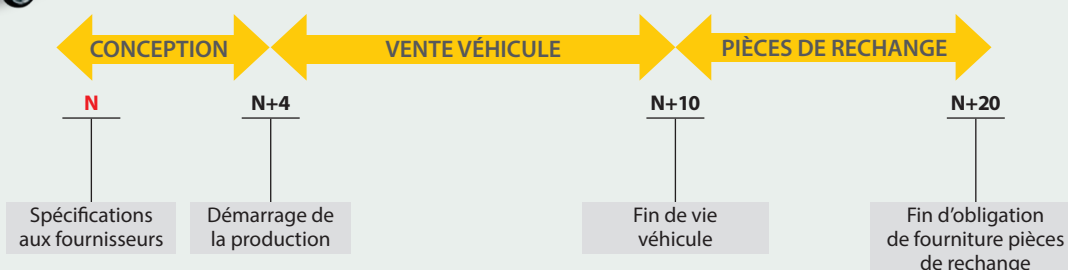 CONCEPTION
VENTE VÉHICULE
PIÈCES DE RECHANGE
N
N+4
N+10
N+20
Spécifications
aux fournisseurs
Démarrage de
la production
Fin de vie
véhicule
Fin d’obligation
de fourniture pièces
de rechange